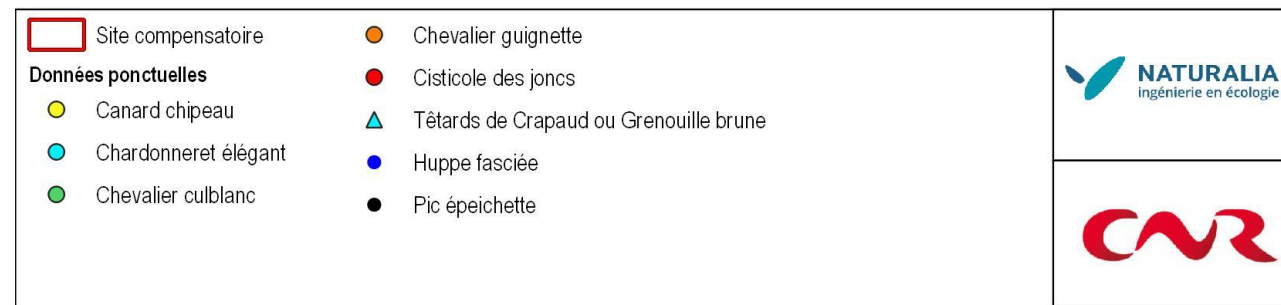 Site compensatoire
Données ponctuelles
Canard chipeau
Chardonneret élégant
Chevalier culblanc
Chevalier guignette
Cisticole des joncs
Têtards de Crapaud ou Grenouille brune
Huppe fasciée
Pic épeichette
NATURALIA
ingénierie en écologie
CNR